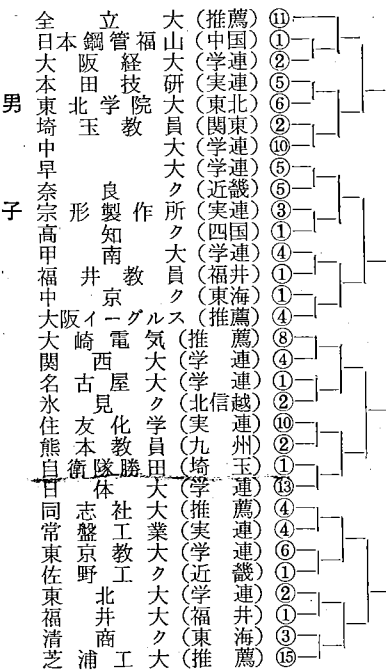 男子
全立大(推薦)⑪
日本鋼管福山(中国)①
大阪経大(学連)②
本田技研(実連)⑤
東北学院大(東北)⑥
埼玉教員(関東)②
中大(学連)⑩
早大(学連)⑤
奈良ク(近畿)⑤
宗形製作所(実連)③
高知ク(四国)①
甲南大(学連)④
福井教員(福井)①
中京ク(東海)①
大阪イーグルス(推薦)④
大崎電気(推薦)⑧
関西大(学連)④
名古屋大(学連)①
氷見ク(北信越)②
住友化学(実連)⑩
熊本教員(九州)②
自衛隊勝田(埼玉)①
日体大(学連)⑬
同志社大(推薦)④
常盤工業(実連)④
東京教大(学連)⑥
佐野工ク(近畿)①
東北大(学連)②
福井大(福井)①
清商ク(東海)③
芝浦工大(推薦)⑮